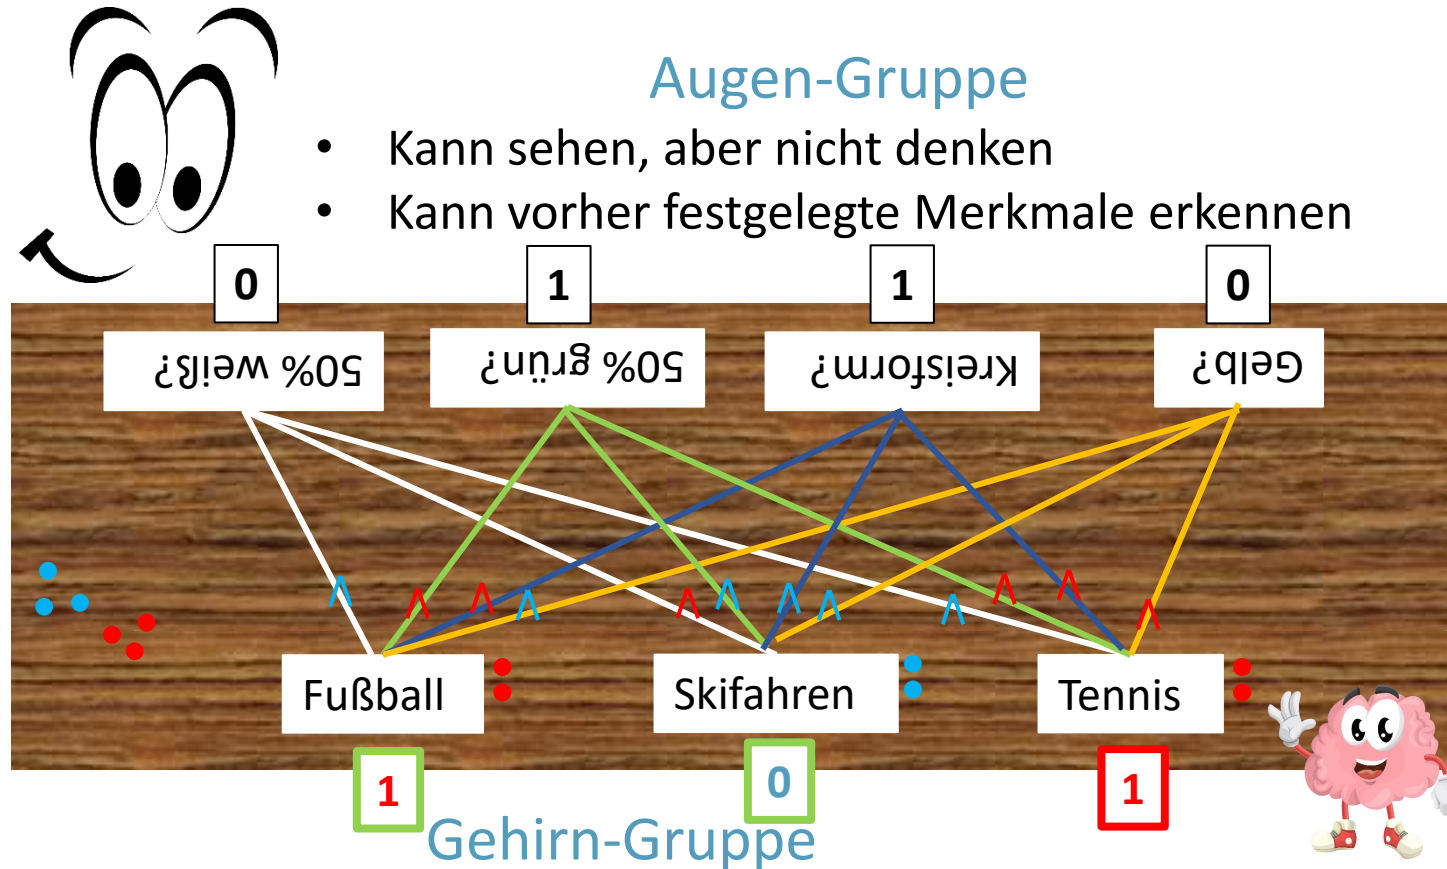 Augen-Gruppe
• Kann sehen, aber nicht denken
• Kann vorher festgelegte Merkmale erkennen
0 1 1 0
50% weiß? 50% grün? Kreisform? Gelb?
Fußball Skifahren Tennis
1 0 1
Gehirn-Gruppe